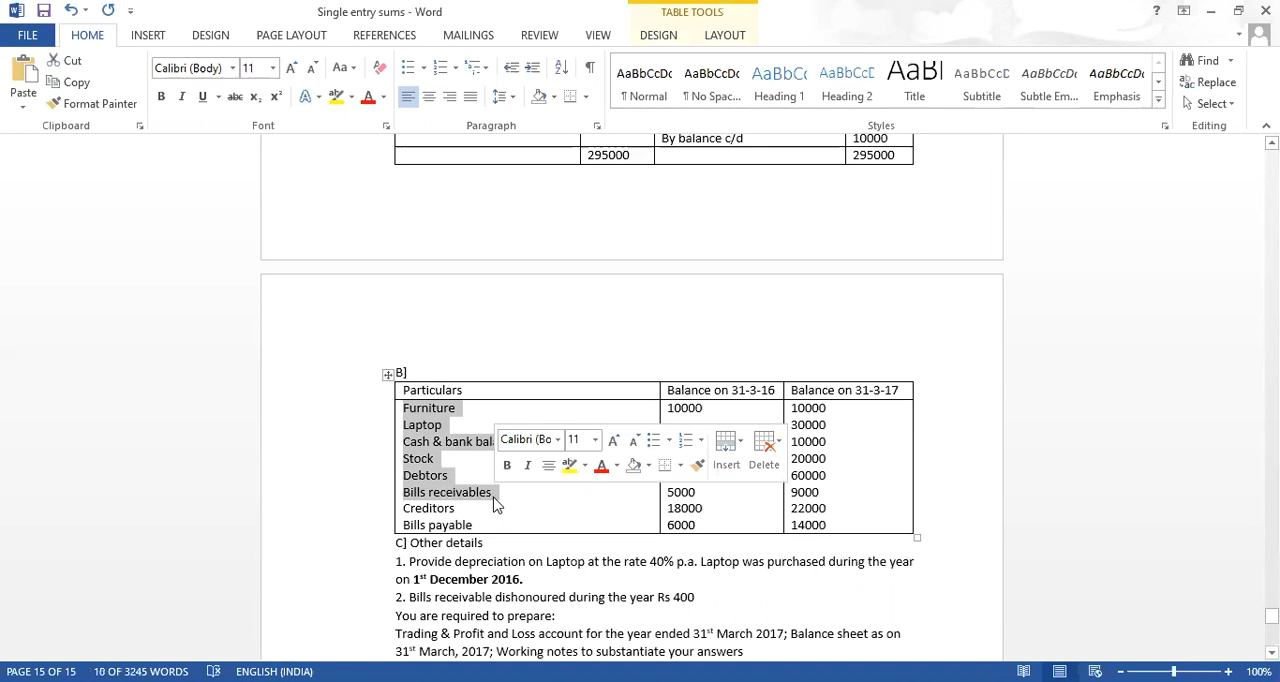 Single entry sums - Word
TABLE TOOLS
FILE HOME INSERT DESIGN PAGE LAYOUT REFERENCES MAILINGS REVIEW VIEW DESIGN LAYOUT
Paste
Cut
Copy
Format Painter
Clipboard
Calibri (Body) 11
Font
Paragraph
AaBbCcDc AaBbCcDc AaBbCc AaBbCcC AaBl AaBbCcD AaBbCcDc AaBbCcDc
¶ Normal ¶ No Spac... Heading 1 Heading 2 Title Subtitle Subtle Em... Emphasis
Styles
Find
Replace
Select
Editing
By balance c/d 10000
295000 295000
B]
Particulars Balance on 31-3-16 Balance on 31-3-17
Furniture 10000 10000
Laptop 30000
Cash & bank 10000
Stock 20000
Debtors 60000
Bills receivables 5000 9000
Creditors 18000 22000
Bills payable 6000 14000
Calibri (Bo 11
Insert Delete
C] Other details
1. Provide depreciation on Laptop at the rate 40% p.a. Laptop was purchased during the year
on 1st December 2016.
2. Bills receivable dishonoured during the year Rs 400
You are required to prepare:
Trading & Profit and Loss account for the year ended 31st March 2017; Balance sheet as on
31st March, 2017; Working notes to substantiate your answers
PAGE 15 OF 15 10 OF 3245 WORDS ENGLISH (INDIA) 100%